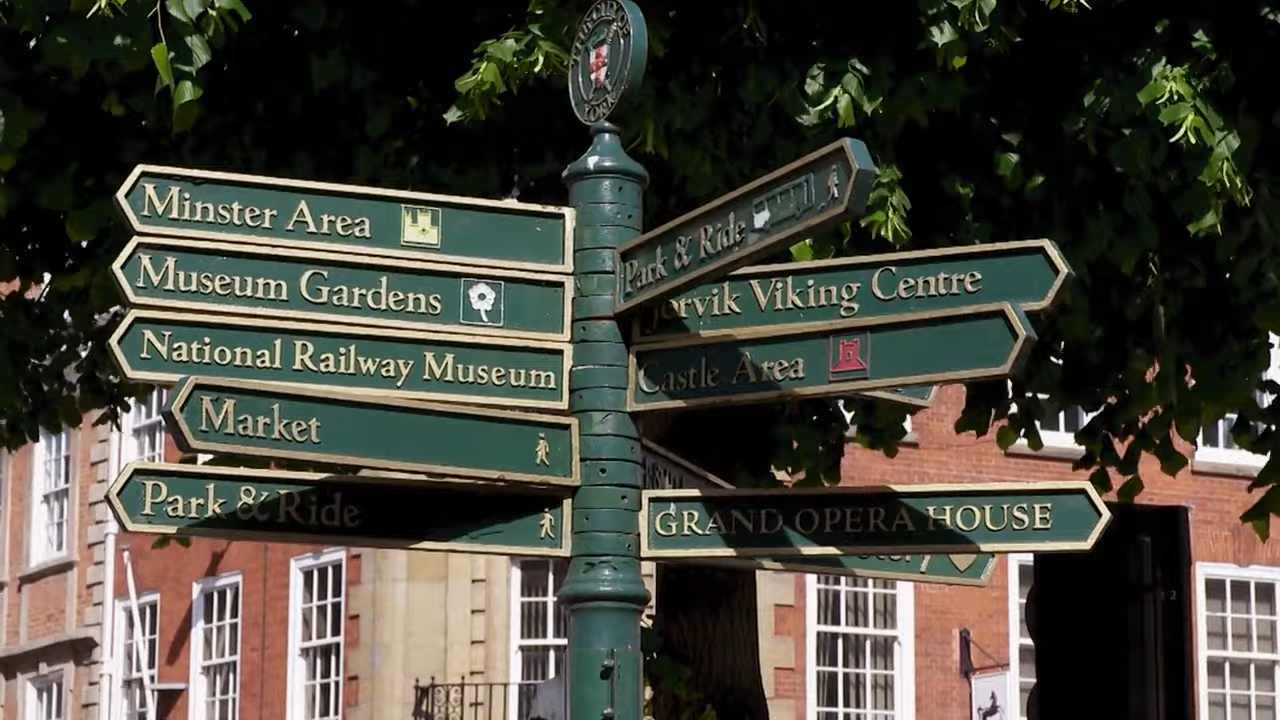 YORK
Minster Area
Museum Gardens
National Railway Museum
Market
Park & Ride
Park & Ride
Jorvik Viking Centre
Castle Area
GRAND OPERA HOUSE